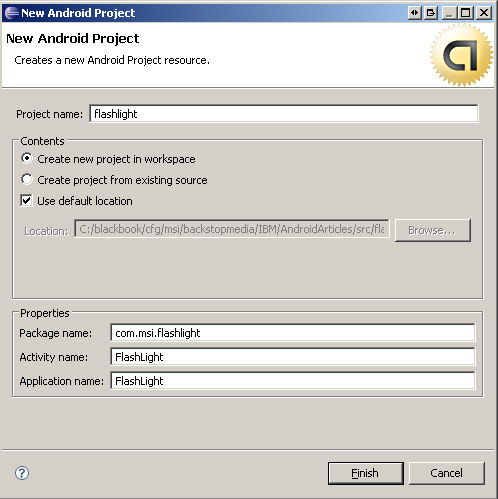 New Android Project
New Android Project
Creates a new Android Project resource.
Project name: flashlight
Contents
Create new project in workspace
Create project from existing source
Use default location
Location: C:/blackbook/cfg/msi/backstopmedia/IBM/AndroidArticles/src/fla
Browse...
Properties
Package name: com.msi.flashlight
Activity name: FlashLight
Application name: FlashLight
? Finish Cancel